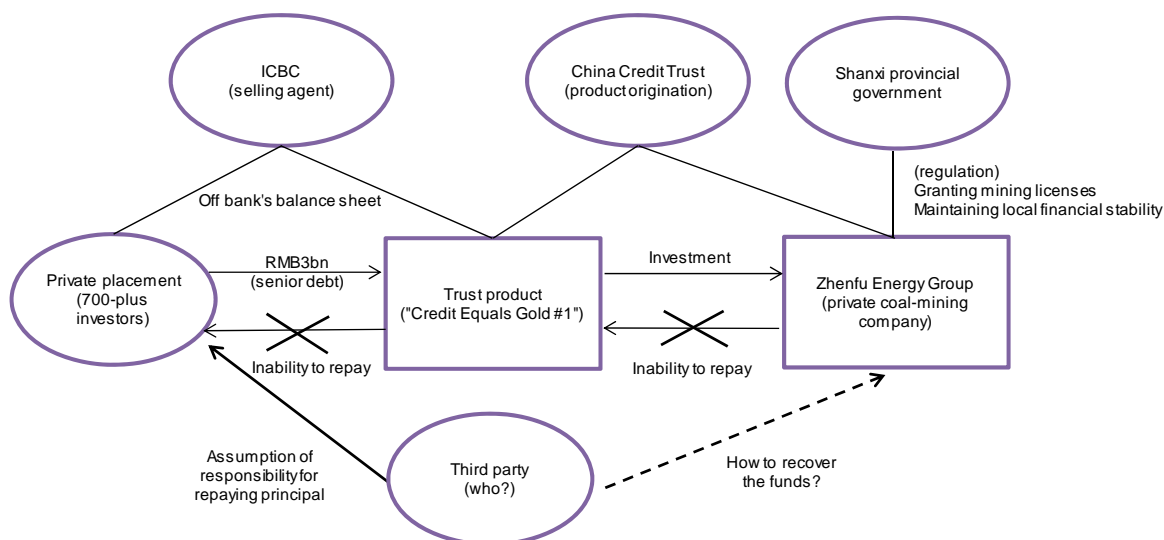 ICBC
(selling agent)
China Credit Trust
(product origination)
Shanxi provincial
government
(regulation)
Granting mining licenses
Maintaining local financial stability
Off bank's balance sheet
Private placement
(700-plus
investors)
RMB3bn
(senior debt)
Trust product
("Credit Equals Gold #1")
Investment
Zhenfu Energy Group
(private coal-mining
company)
Inability to repay
Inability to repay
Assumption of
responsibility for
repaying principal
Third party
(who?)
How to recover
the funds?